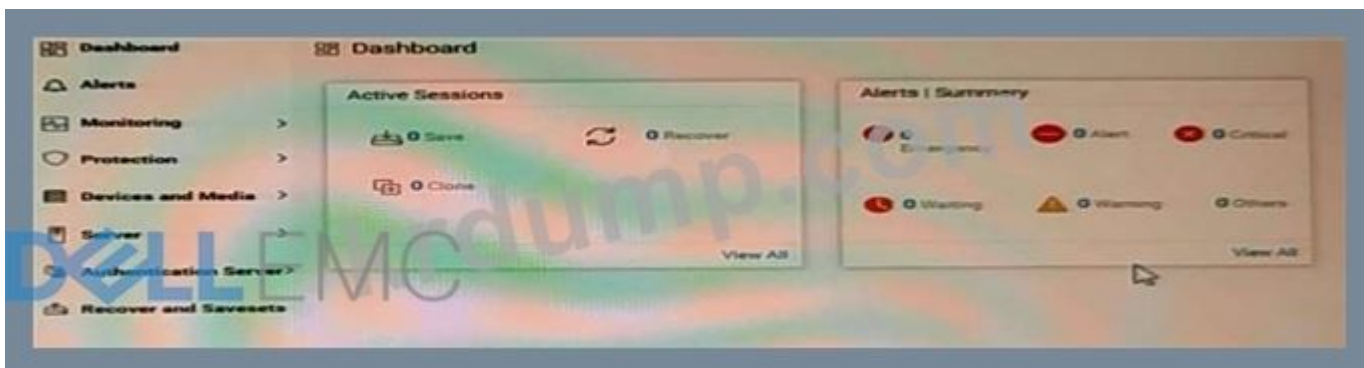 Dashboard
Dashboard
Alerts
Active Sessions
Alerts | Summary
Monitoring >
0 Save
0 Recover
0 Alert
0 Critical
Protection >
Devices and Media >
0 Clone
0 Waiting
0 Warning
0 Others
Server >
View All
View All
Authentication Server >
DELL EMC
Recover and Savesets